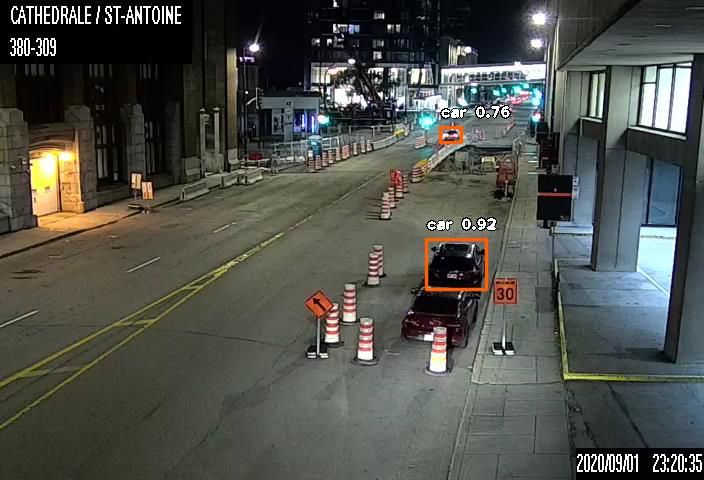 CATHEDRALE / ST-ANTOINE
380-309
car 0.76
car 0.92
30
2020/09/01 23:20:35